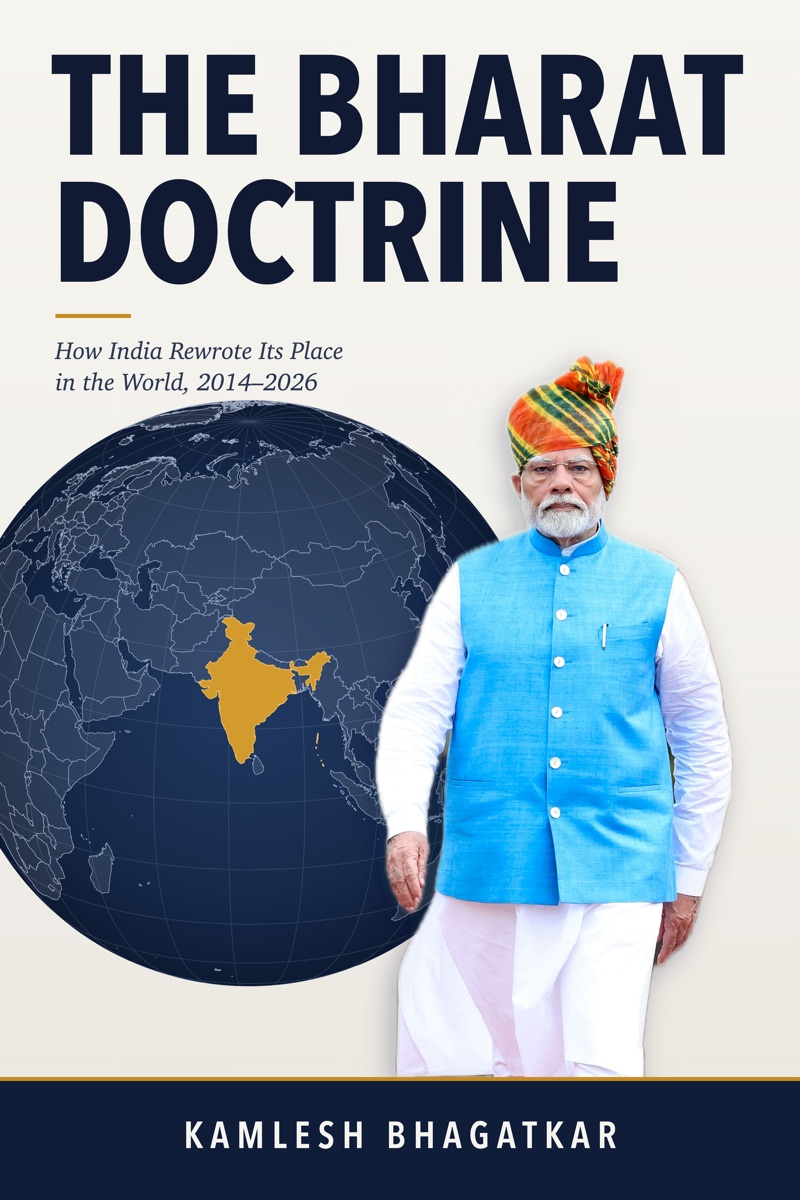 THE BHARAT
DOCTRINE
How India Rewrote Its Place
in the World, 2014–2026
KAMLESH BHAGATKAR